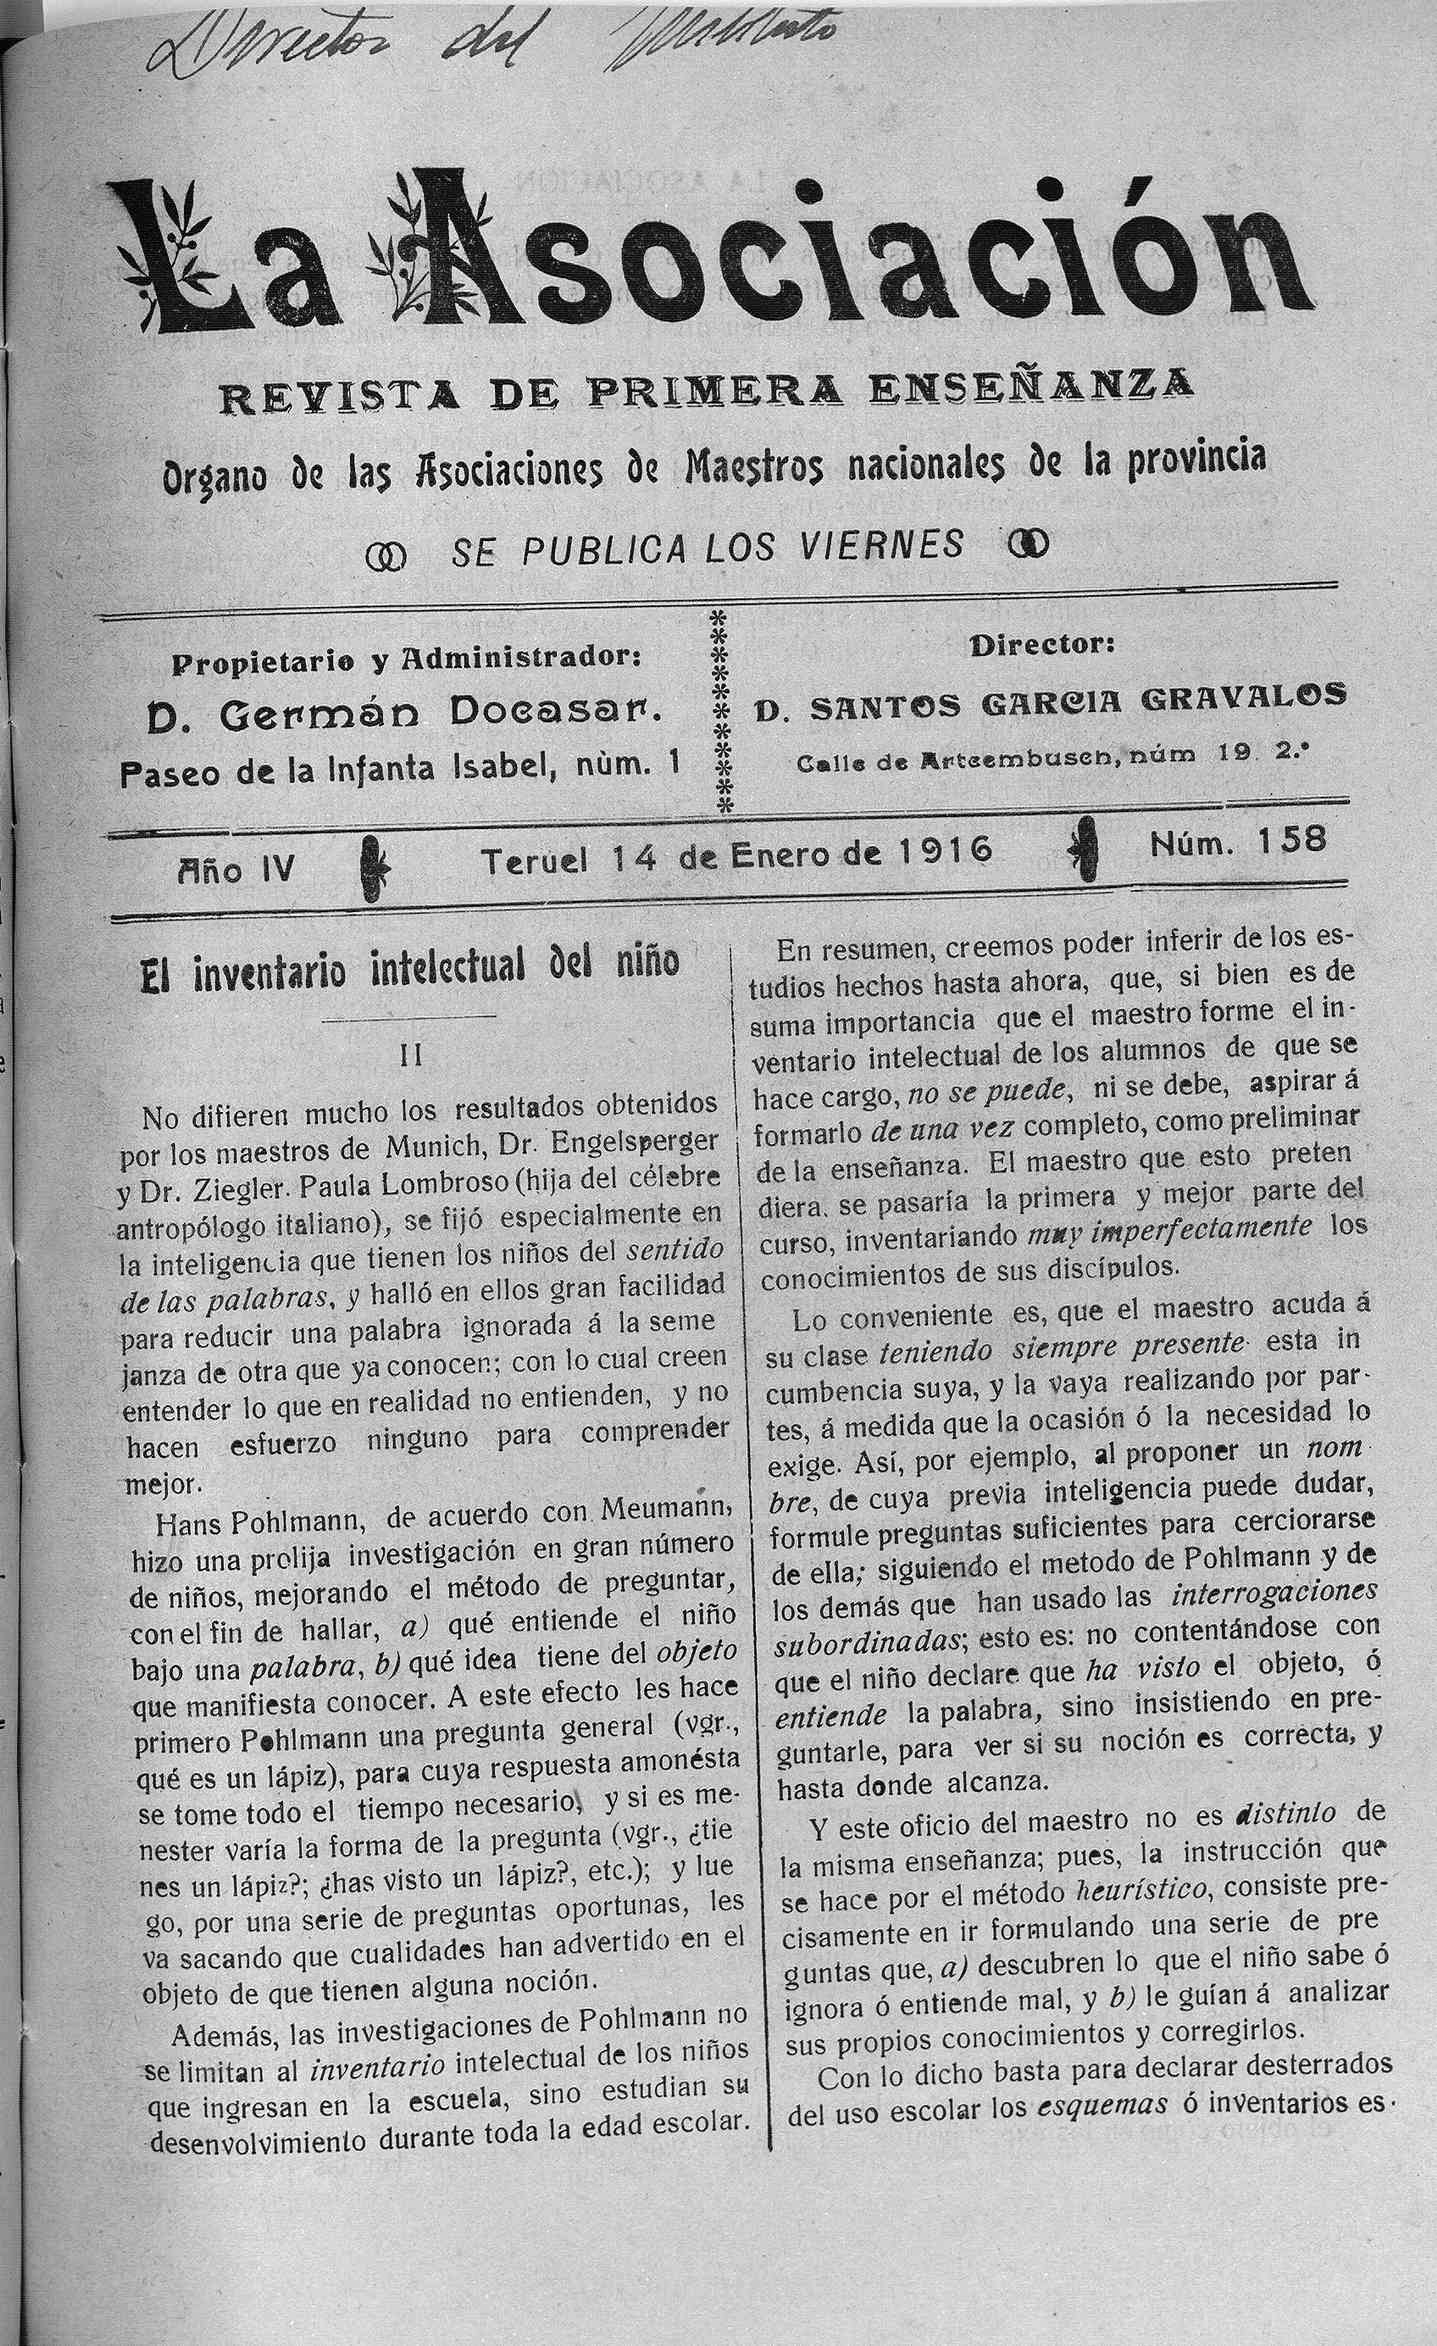 Director del Instituto
La Asociación
REVISTA DE PRIMERA ENSEÑANZA
Organo de las Asociaciones de Maestros nacionales de la provincia
SE PUBLICA LOS VIERNES
Propietario y Administrador:
D. Germán Docasar.
Paseo de la Infanta Isabel, nùm. 1
Director:
D. SANTOS GARCIA GRAVALOS
Calle de Arteembusch, núm 19. 2.º
Año IV
Teruel 14 de Enero de 1916
Núm. 158
El inventario intelectual del niño
II
No difieren mucho los resultados obtenidos
por los maestros de Munich, Dr. Engelsperger
y Dr. Ziegler. Paula Lombroso (hija del célebre
antropólogo italiano), se fijó especialmente en
la inteligencia que tienen los niños del sentido
de las palabras, y halló en ellos gran facilidad
para reducir una palabra ignorada á la seme
janza de otra que ya conocen; con lo cual creen
entender lo que en realidad no entienden, y no
hacen esfuerzo ninguno para comprender
mejor.
Hans Pohlmann, de acuerdo con Meumann,
hizo una prolija investigación en gran número
de niños, mejorando el método de preguntar,
con el fin de hallar, a) qué entiende el niño
bajo una palabra, b) qué idea tiene del objeto
que manifiesta conocer. A este efecto les hace
primero Pohlmann una pregunta general (vgr.,
qué es un lápiz), para cuya respuesta amonésta
se tome todo el tiempo necesario, y si es me-
nester varía la forma de la pregunta (vgr., ¿tie
nes un lápiz?; ¿has visto un lápiz?, etc.); y lue
go, por una serie de preguntas oportunas, les
va sacando que cualidades han advertido en el
objeto de que tienen alguna noción.
Además, las investigaciones de Pohlmann no
se limitan al inventario intelectual de los niños
que ingresan en la escuela, sino estudian su
desenvolvimiento durante toda la edad escolar.
En resumen, creemos poder inferir de los es-
tudios hechos hasta ahora, que, si bien es de
suma importancia que el maestro forme el in-
ventario intelectual de los alumnos de que se
hace cargo, no se puede, ni se debe, aspirar á
formarlo de una vez completo, como preliminar
de la enseñanza. El maestro que esto preten
diera. se pasaría la primera y mejor parte del
curso, inventariando muy imperfectamente los
conocimientos de sus discípulos.
Lo conveniente es, que el maestro acuda á
su clase teniendo siempre presente esta in
cumbencia suya, y la vaya realizando por par-
tes, á medida que la ocasión ó la necesidad lo
exige. Así, por ejemplo, al proponer un nom
bre, de cuya previa inteligencia puede dudar,
formule preguntas suficientes para cerciorarse
de ella; siguiendo el metodo de Pohlmann y de
los demás que han usado las interrogaciones
subordinadas; esto es: no contentándose con
que el niño declare que ha visto el objeto, ó
entiende la palabra, sino insistiendo en pre-
guntarle, para ver si su noción es correcta, y
hasta donde alcanza.
Y este oficio del maestro no es distinto de
la misma enseñanza; pues, la instrucción que
se hace por el método heurístico, consiste pre-
cisamente en ir formulando una serie de pre
guntas que, a) descubren lo que el niño sabe ó
ignora ó entiende mal, y b) le guían á analizar
sus propios conocimientos y corregirlos.
Con lo dicho basta para declarar desterrados
del uso escolar los esquemas ó inventarios es-